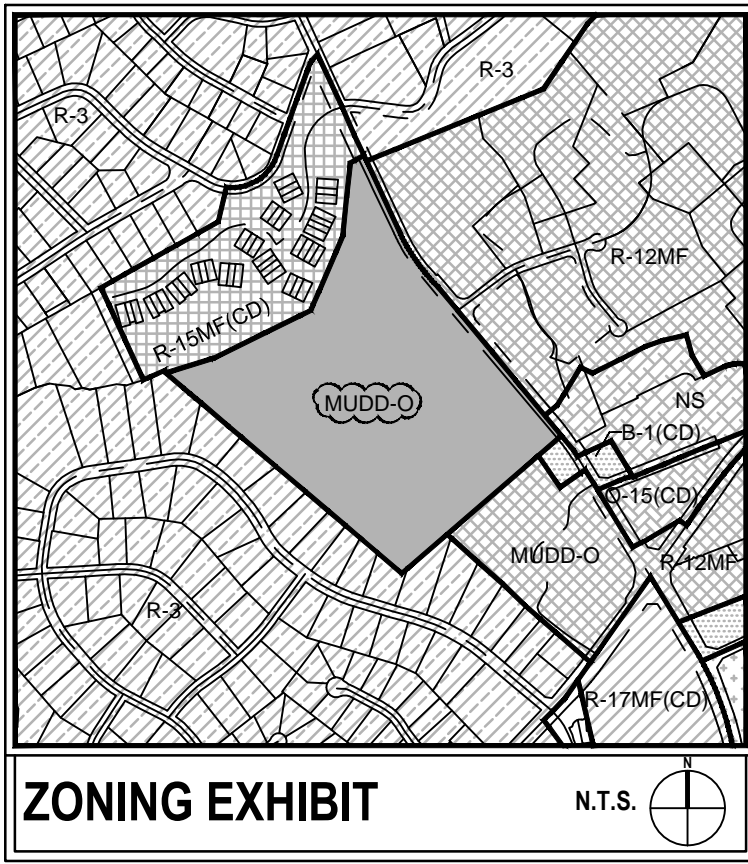 R-3
R-3
R-12MF
R-15MF(CD)
MUDD-O
NS
B-1(CD)
O-15(CD)
MUDD-O
R-12MF
R-3
R-17MF(CD)
ZONING EXHIBIT
N.T.S.
N